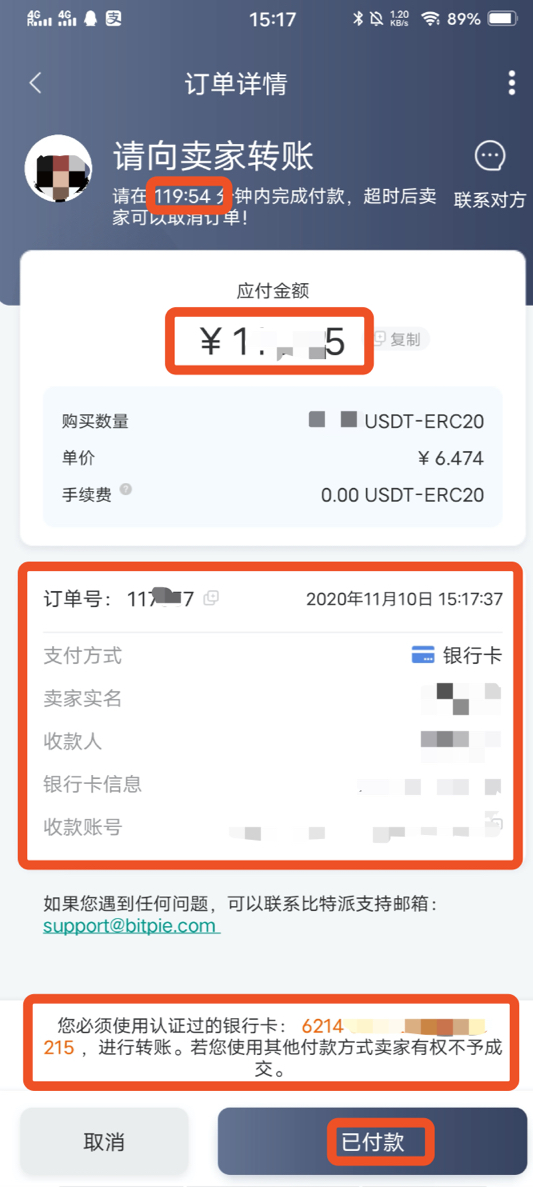 4G 4G 15:17 1.20 KB/s 89%
订单详情
请向卖家转账
请在 119:54 分钟内完成付款，超时后卖
家可以取消订单！
联系对方
应付金额
¥ 1. 5 复制
购买数量 USDT-ERC20
单价 ¥ 6.474
手续费 ? 0.00 USDT-ERC20
订单号： 117 7 2020年11月10日 15:17:37
支付方式 银行卡
卖家实名
收款人
银行卡信息
收款账号
如果您遇到任何问题，可以联系比特派支持邮箱：
support@bitpie.com
您必须使用认证过的银行卡： 6214
215 ，进行转账。若您使用其他付款方式卖家有权不予成
交。
取消 已付款